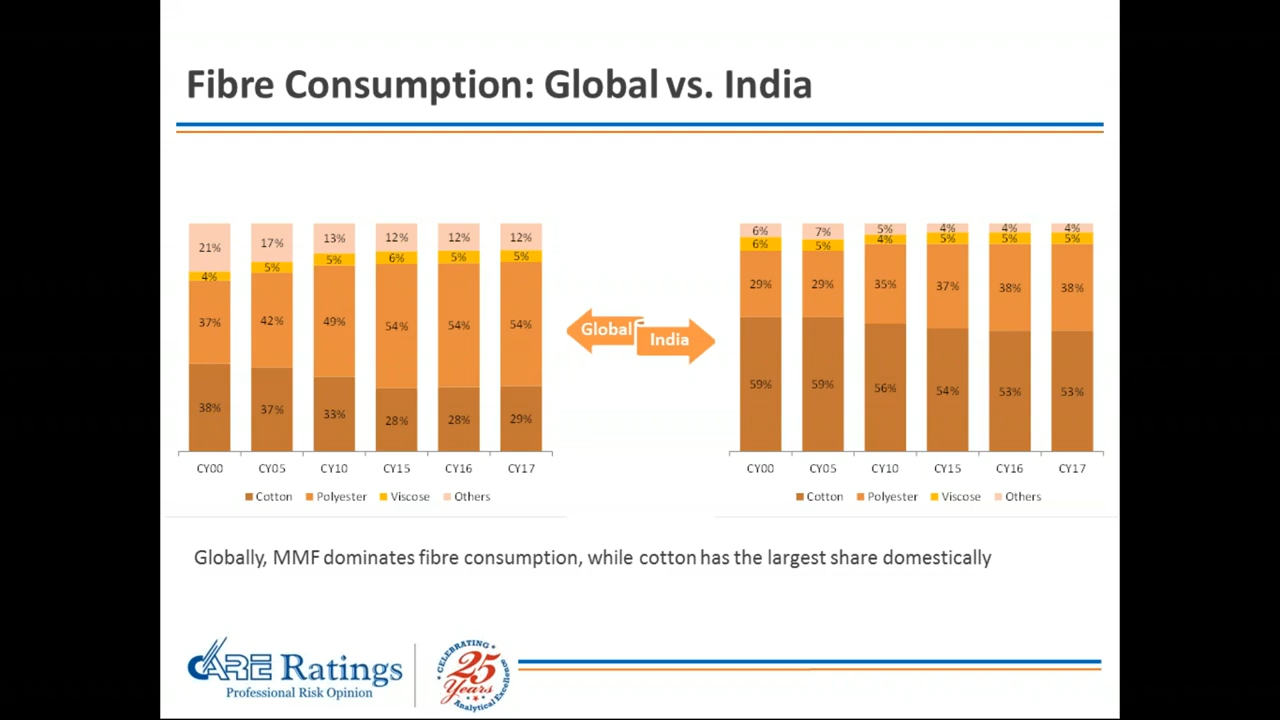 Fibre Consumption: Global vs. India
21% 17% 13% 12% 12% 12%
4% 5% 5% 6% 5% 5%
37% 42% 49% 54% 54% 54%
38% 37% 33% 28% 28% 29%
CY00 CY05 CY10 CY15 CY16 CY17
Cotton Polyester Viscose Others
Global
India
6% 7% 5% 4% 4% 4%
6% 5% 4% 5% 5% 5%
29% 29% 35% 37% 38% 38%
59% 59% 56% 54% 53% 53%
CY00 CY05 CY10 CY15 CY16 CY17
Cotton Polyester Viscose Others
Globally, MMF dominates fibre consumption, while cotton has the largest share domestically
CARE Ratings
Professional Risk Opinion
CELEBRATING
25
Years
Analytical Excellence